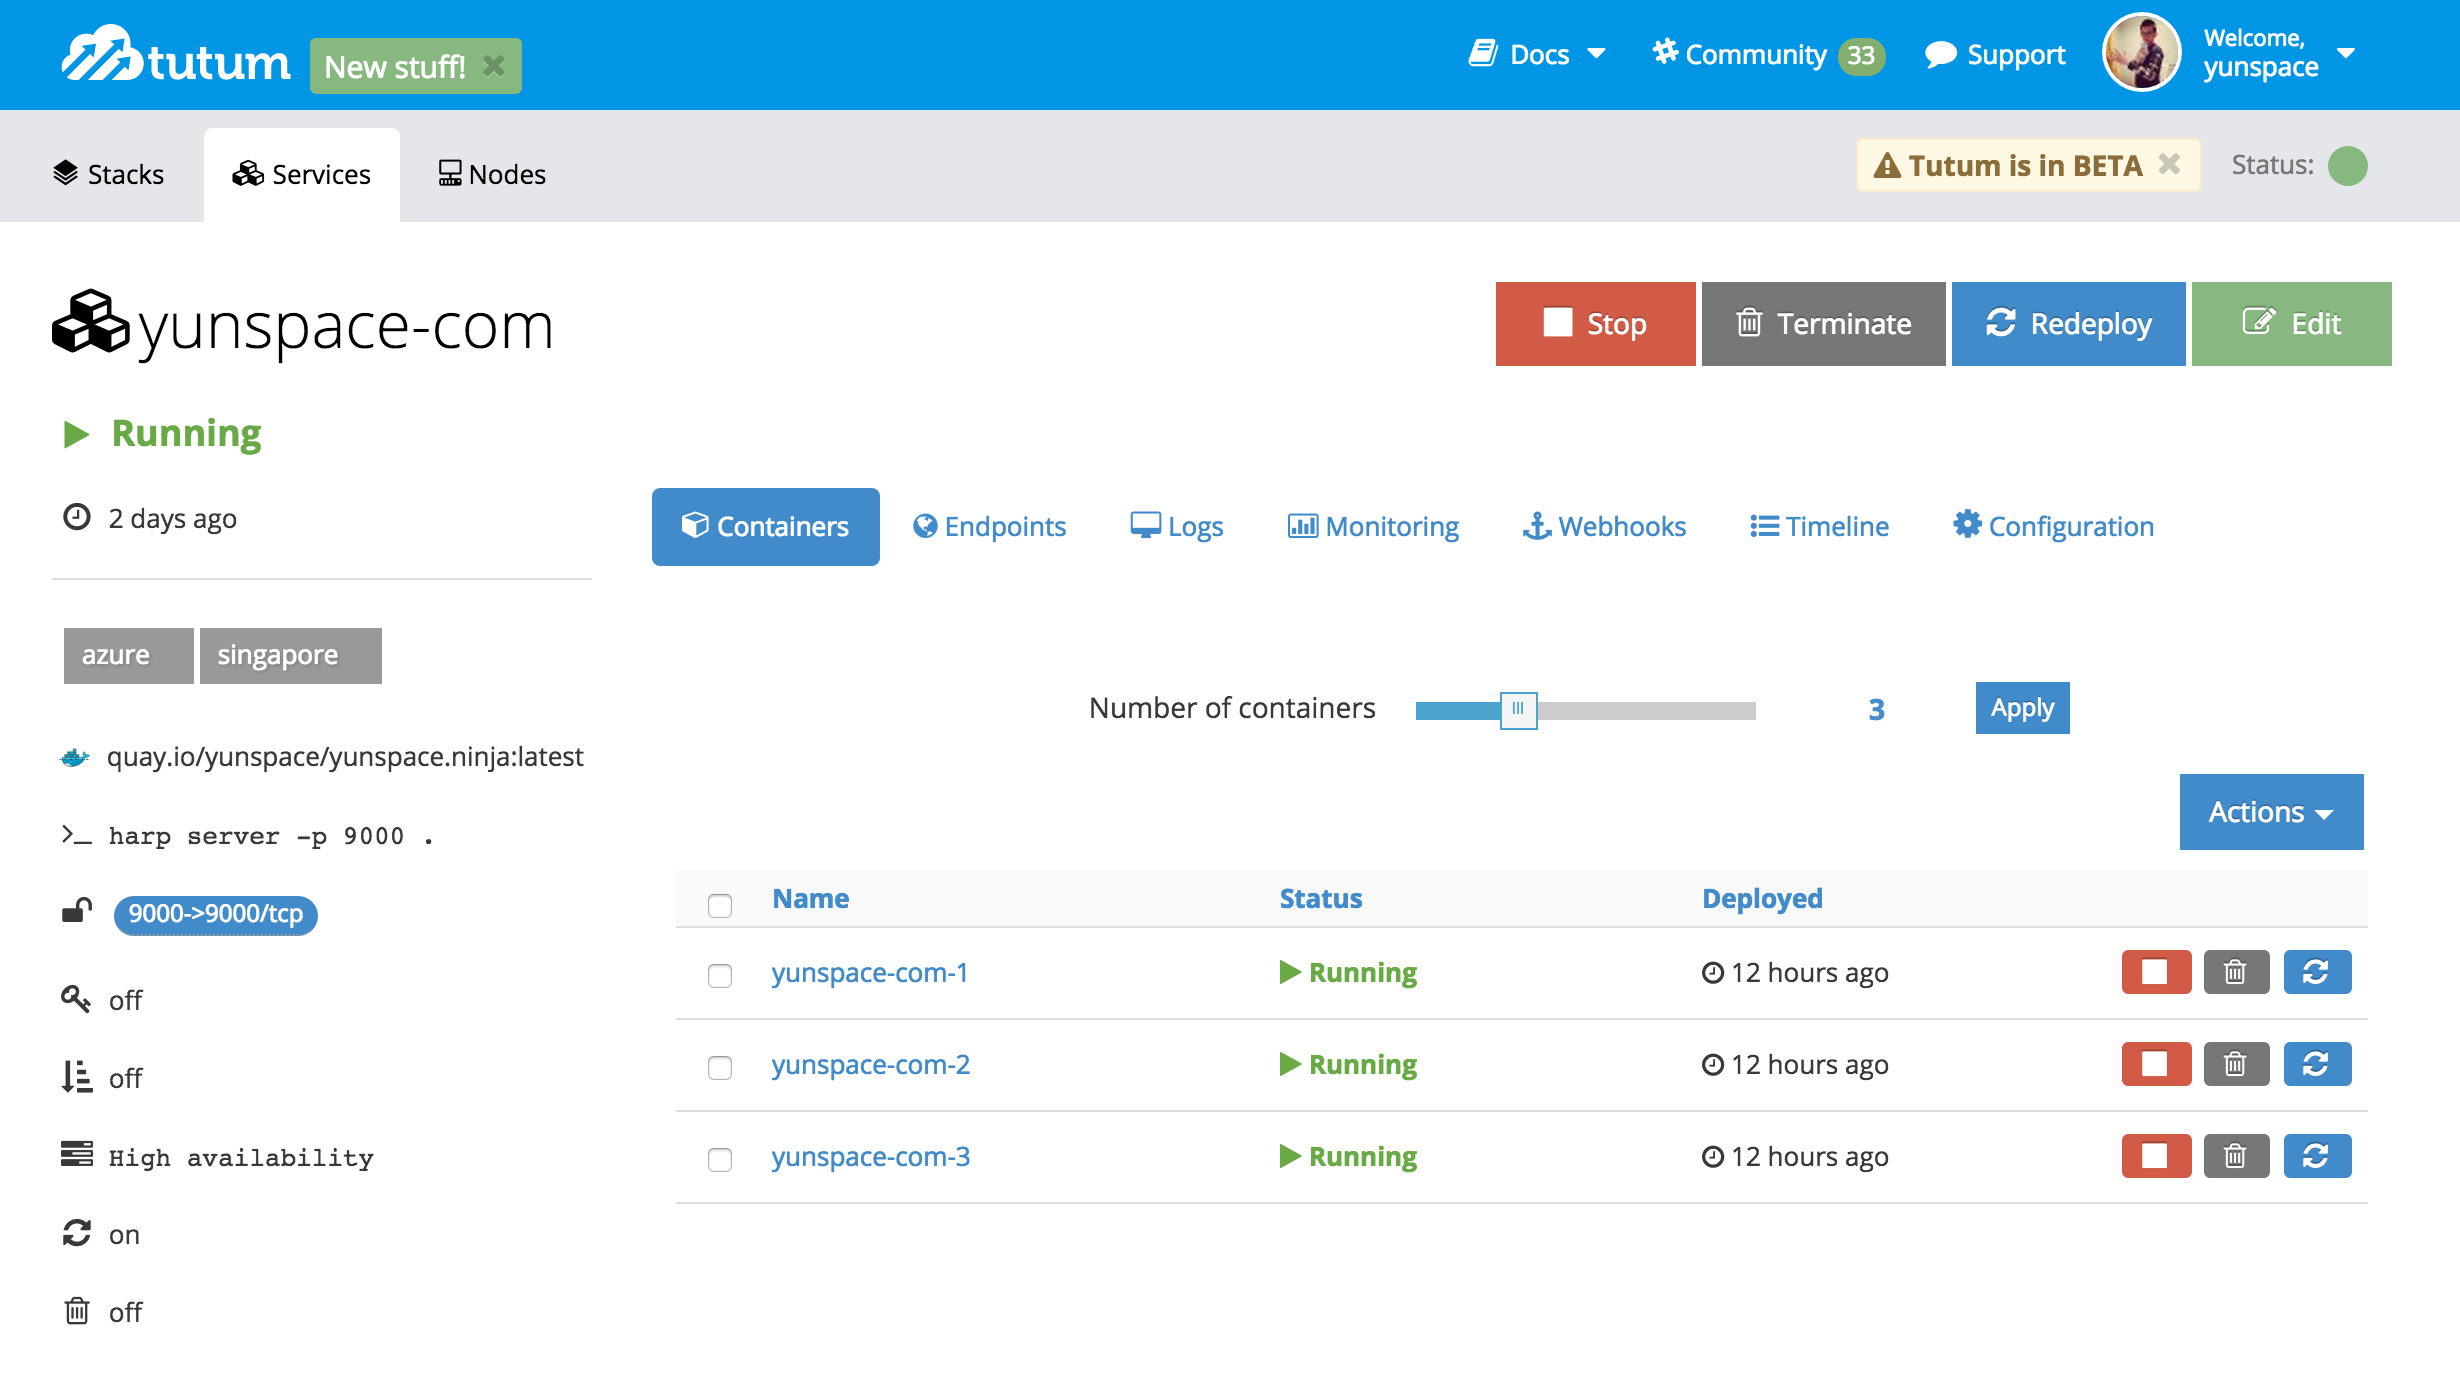 tutum New stuff! Docs Community 33 Support Welcome, yunspace
Stacks Services Nodes Tutum is in BETA Status:
yunspace-com Stop Terminate Redeploy Edit
Running
2 days ago
Containers Endpoints Logs Monitoring Webhooks Timeline Configuration
azure singapore
Number of containers 3 Apply
quay.io/yunspace/yunspace.ninja:latest
Actions
>_ harp server -p 9000 .
Name Status Deployed
9000->9000/tcp
yunspace-com-1 Running 12 hours ago
off
yunspace-com-2 Running 12 hours ago
off
yunspace-com-3 Running 12 hours ago
High availability
on
off